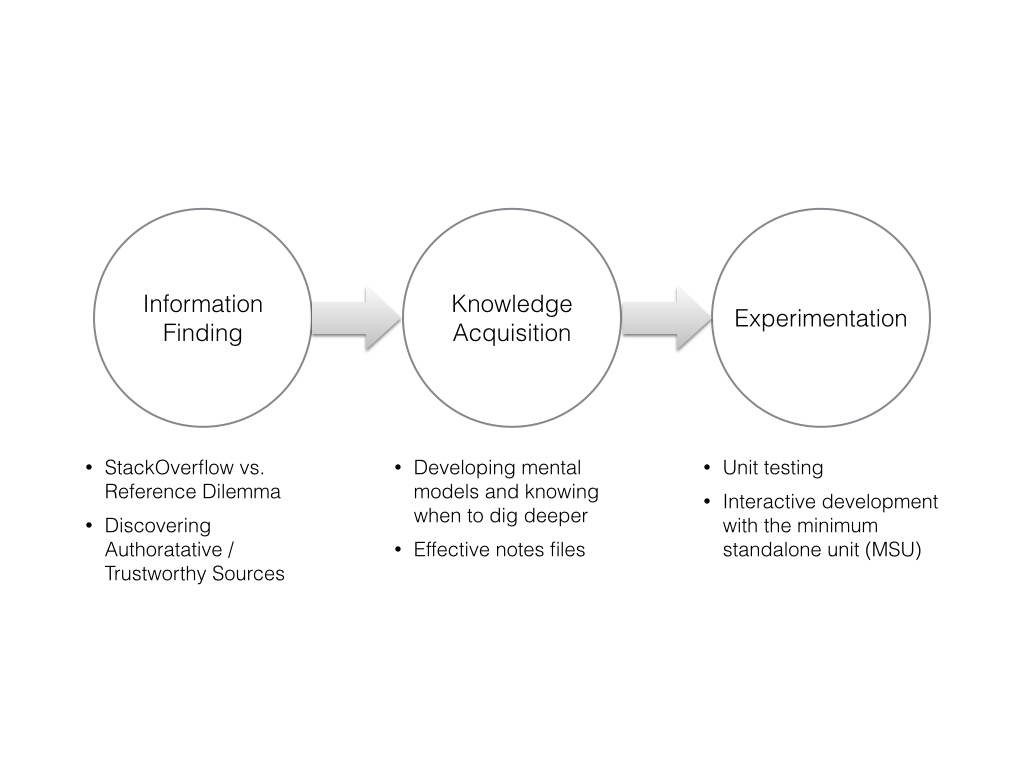 Information
Finding
Knowledge
Acquisition
Experimentation
• StackOverflow vs.
Reference Dilemma
• Discovering
Authoratative /
Trustworthy Sources
• Developing mental
models and knowing
when to dig deeper
• Effective notes files
• Unit testing
• Interactive development
with the minimum
standalone unit (MSU)